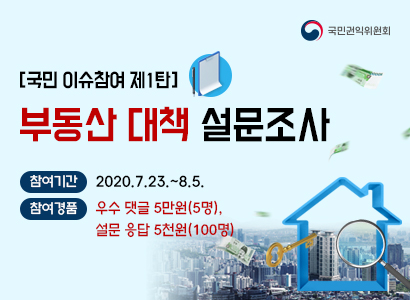 국민권익위원회
[국민 이슈참여 제1탄]
부동산 대책 설문조사
참여기간 2020.7.23.~8.5.
참여경품 우수 댓글 5만원(5명),
설문 응답 5천원(100명)